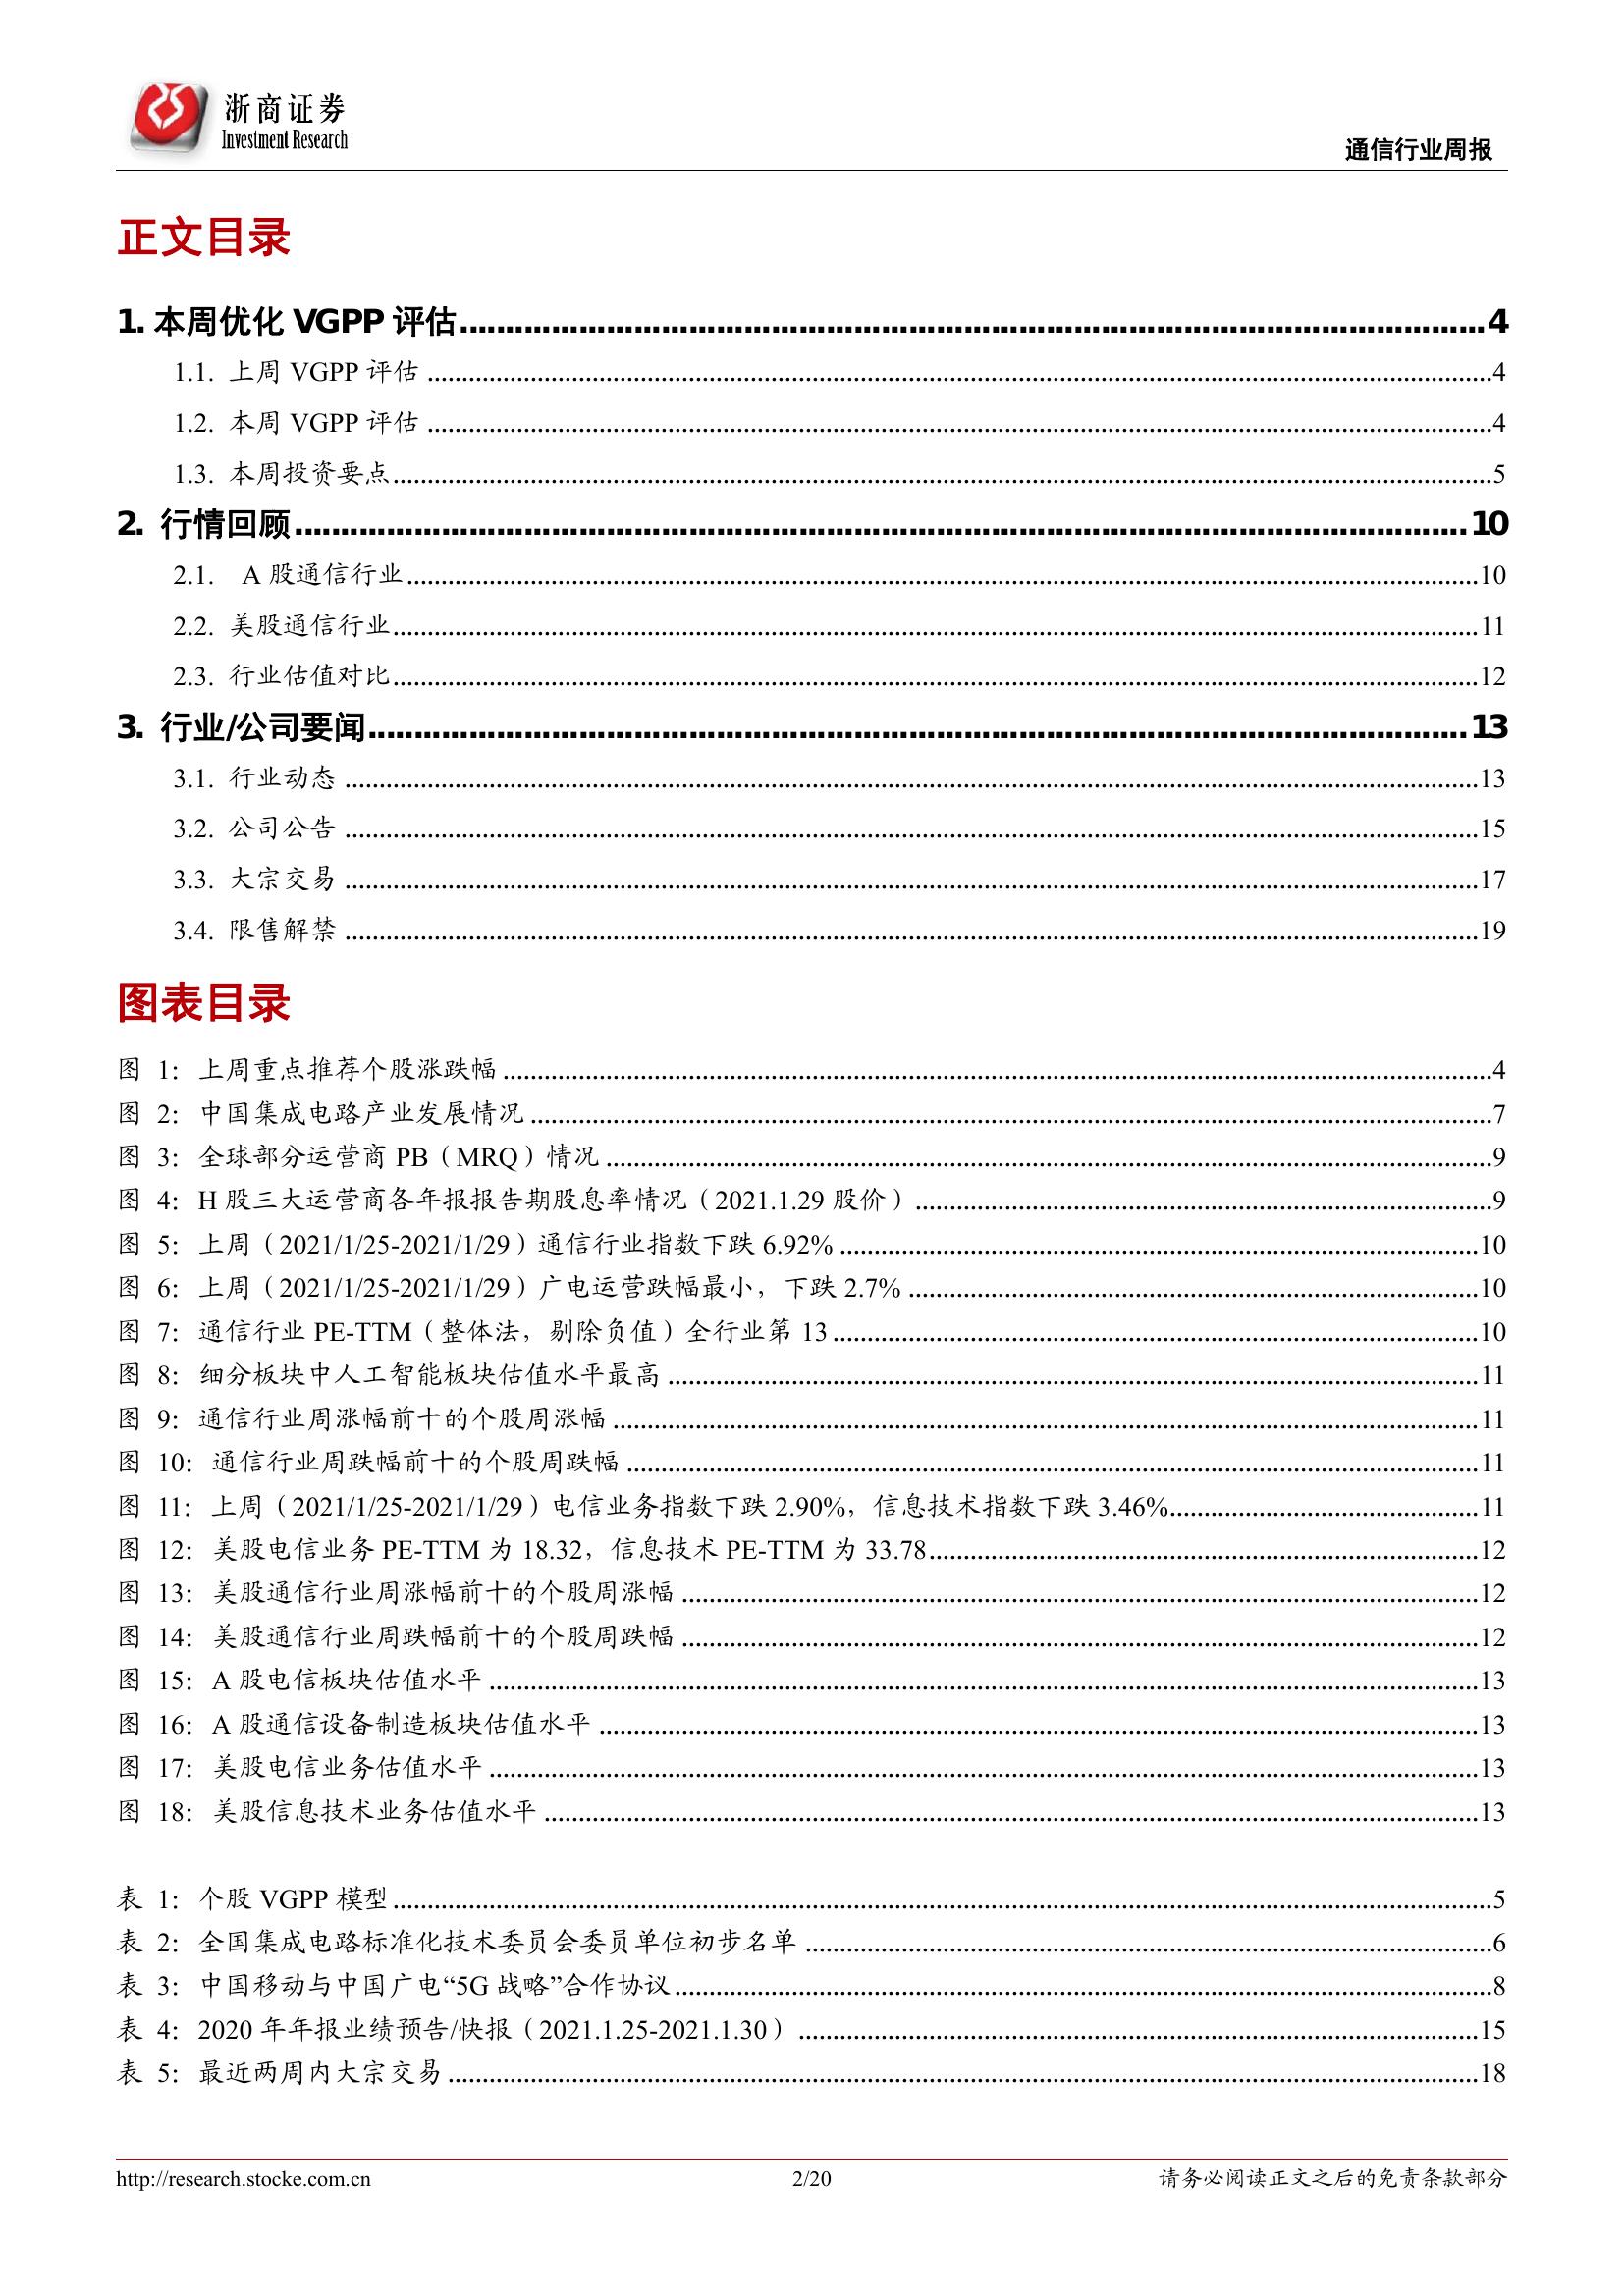 浙商证券
Investment Research
通信行业周报
正文目录
1. 本周优化 VGPP 评估........................................4
1.1. 上周 VGPP 评估 ........................................4
1.2. 本周 VGPP 评估 ........................................4
1.3. 本周投资要点........................................5
2. 行情回顾........................................10
2.1. A 股通信行业........................................10
2.2. 美股通信行业........................................11
2.3. 行业估值对比........................................12
3. 行业/公司要闻........................................13
3.1. 行业动态 ........................................13
3.2. 公司公告 ........................................15
3.3. 大宗交易 ........................................17
3.4. 限售解禁 ........................................19
图表目录
图 1：上周重点推荐个股涨跌幅 ........................................4
图 2：中国集成电路产业发展情况 ........................................7
图 3：全球部分运营商 PB（MRQ）情况 ........................................9
图 4：H 股三大运营商各年报报告期股息率情况（2021.1.29 股价） ........................................9
图 5：上周（2021/1/25-2021/1/29）通信行业指数下跌 6.92% ........................................10
图 6：上周（2021/1/25-2021/1/29）广电运营跌幅最小，下跌 2.7% ........................................10
图 7：通信行业 PE-TTM（整体法，剔除负值）全行业第 13 ........................................10
图 8：细分板块中人工智能板块估值水平最高 ........................................11
图 9：通信行业周涨幅前十的个股周涨幅 ........................................11
图 10：通信行业周跌幅前十的个股周跌幅 ........................................11
图 11：上周（2021/1/25-2021/1/29）电信业务指数下跌 2.90%，信息技术指数下跌 3.46%........................................11
图 12：美股电信业务 PE-TTM 为 18.32，信息技术 PE-TTM 为 33.78........................................12
图 13：美股通信行业周涨幅前十的个股周涨幅 ........................................12
图 14：美股通信行业周跌幅前十的个股周跌幅 ........................................12
图 15：A 股电信板块估值水平 ........................................13
图 16：A 股通信设备制造板块估值水平 ........................................13
图 17：美股电信业务估值水平 ........................................13
图 18：美股信息技术业务估值水平 ........................................13
表 1：个股 VGPP 模型........................................5
表 2：全国集成电路标准化技术委员会委员单位初步名单 ........................................6
表 3：中国移动与中国广电“5G 战略”合作协议........................................8
表 4：2020 年年报业绩预告/快报（2021.1.25-2021.1.30） ........................................15
表 5：最近两周内大宗交易 ........................................18
http://research.stocke.com.cn
2/20
请务必阅读正文之后的免责条款部分